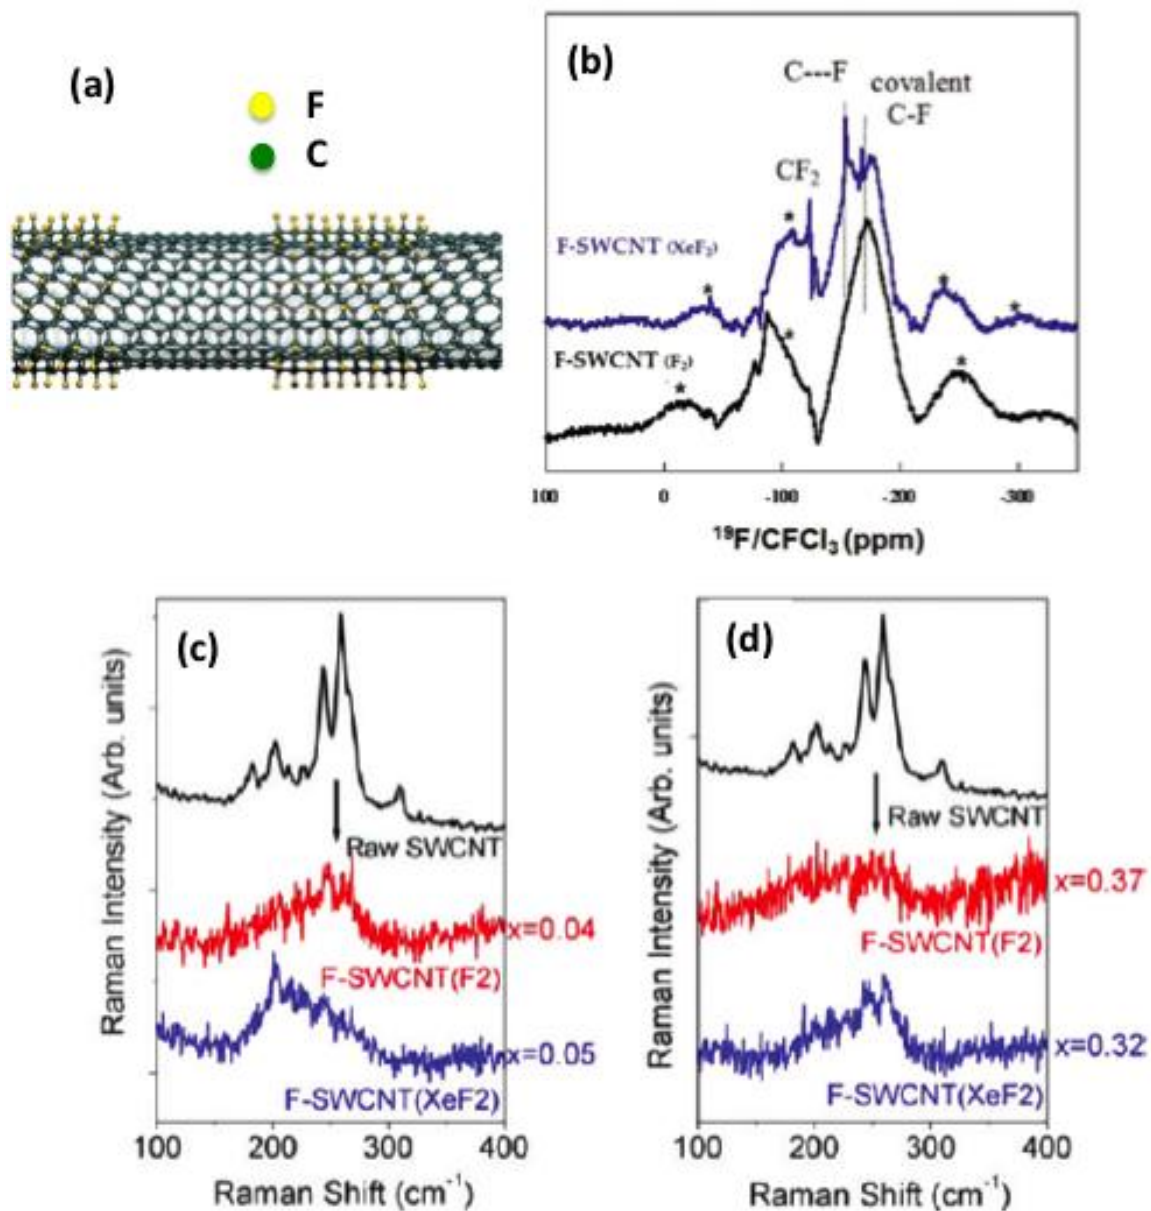 (a)
F
C
(b)
C---F
covalent
C-F
CF₂
*
*
*
*
F-SWCNT (XeF₂)
F-SWCNT (F₂)
*
*
*
100 0 -100 -200 -300
¹⁹F/CFCl₃ (ppm)
(c)
Raman Intensity (Arb. units)
Raw SWCNT
x=0.04
F-SWCNT(F2)
x=0.05
F-SWCNT(XeF2)
100 200 300 400
Raman Shift (cm⁻¹)
(d)
Raman Intensity (Arb. units)
Raw SWCNT
x=0.37
F-SWCNT(F2)
x=0.32
F-SWCNT(XeF2)
100 200 300 400
Raman Shift (cm⁻¹)